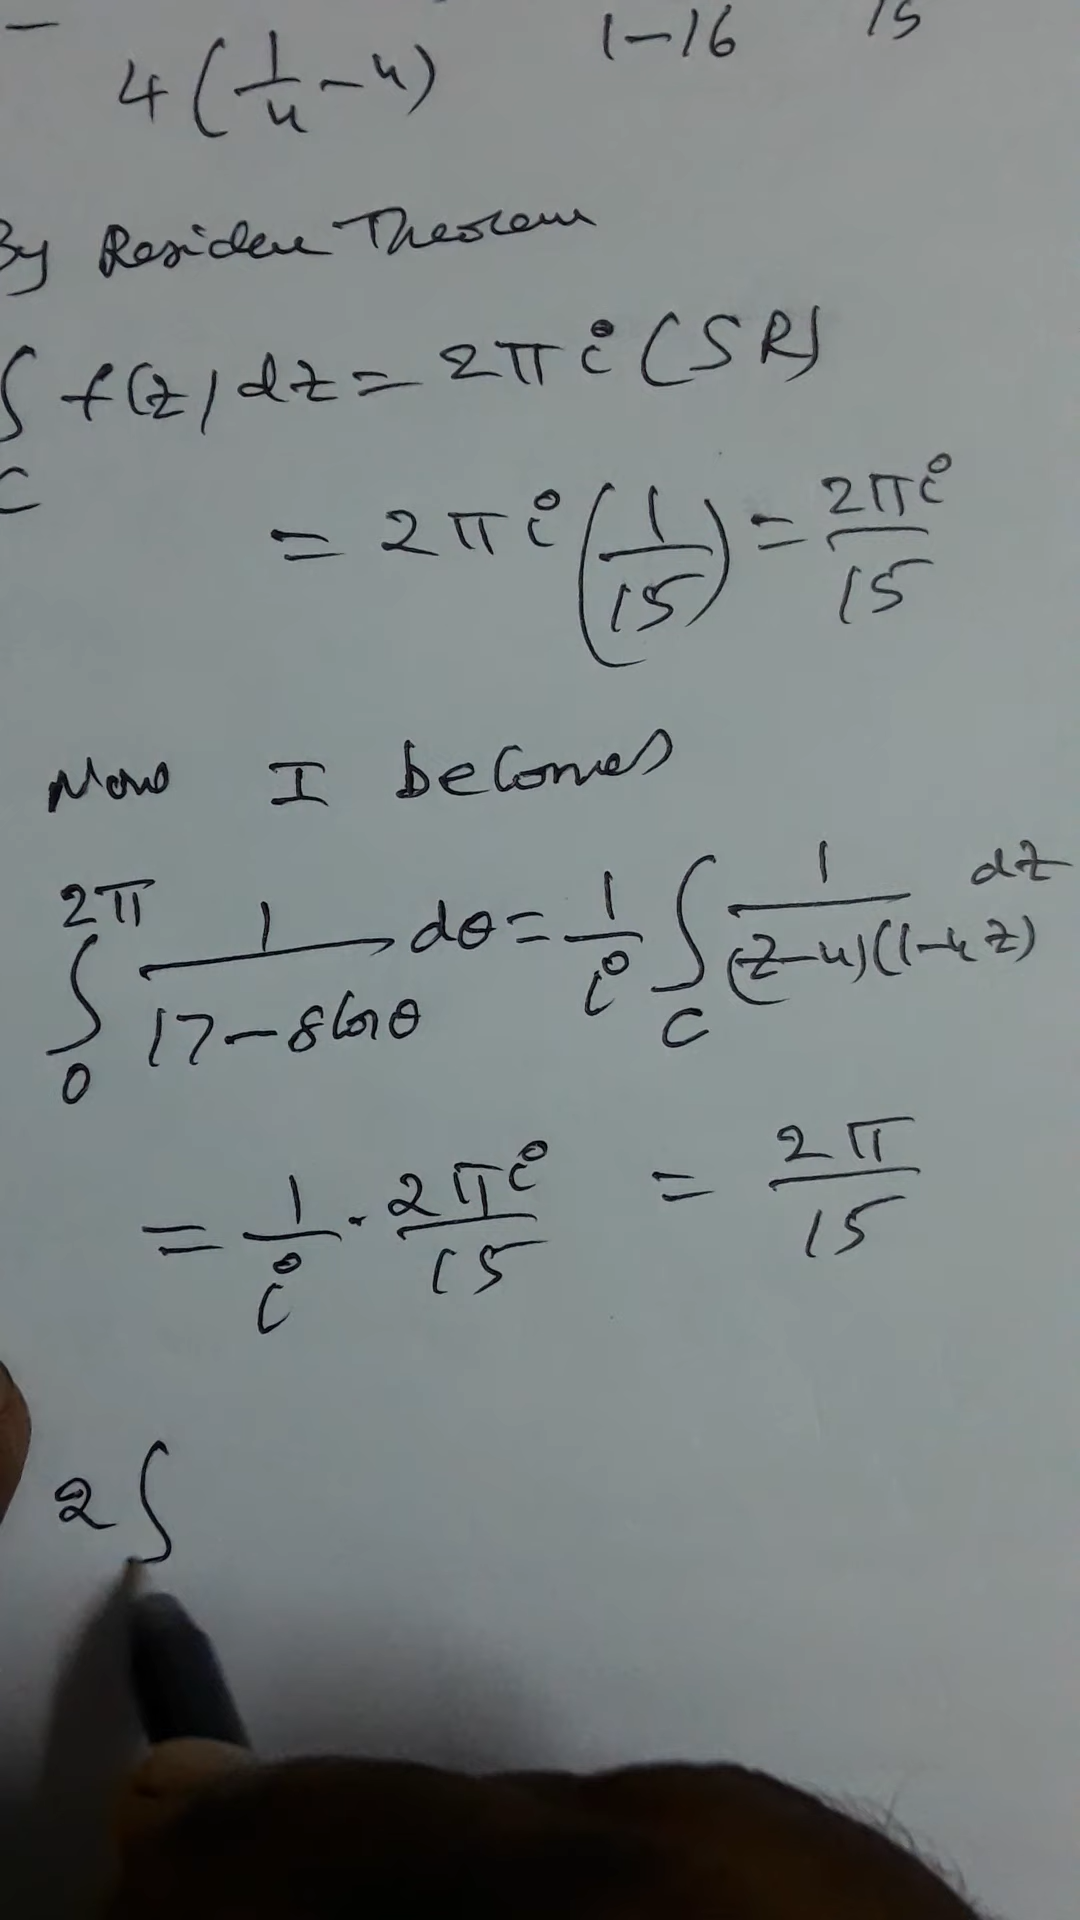 4(1/4-4) 1-16 15
By Residue Theorem
∫_C f(z)dz = 2πi(SR)
= 2πi(1/15) = 2πi/15
Now I becomes
∫_0^{2π} 1/(17-8cosθ) dθ = 1/i ∫_C 1/((z-4)(1-4z)) dz
= 1/i · 2πi/15 = 2π/15
2∫